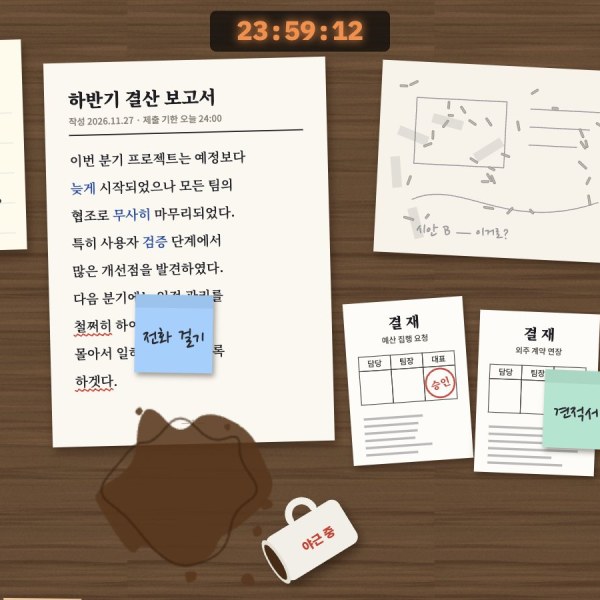 23:59:12
하반기 결산 보고서
작성 2026.11.27 · 제출 기한 오늘 24:00
이번 분기 프로젝트는 예정보다
늦게 시작되었으나 모든 팀의
협조로 무사히 마무리되었다.
특히 사용자 검증 단계에서
많은 개선점을 발견하였다.
다음 분기에
철쩌히 하여
몰아서 일하 록
하겟다.
전화 걸기
시안 B — 이거로?
결재
예산 집행 요청
담당 팀장 대표
승인
결재
외주 계약 연장
담당 팀장
견적서
야근 중